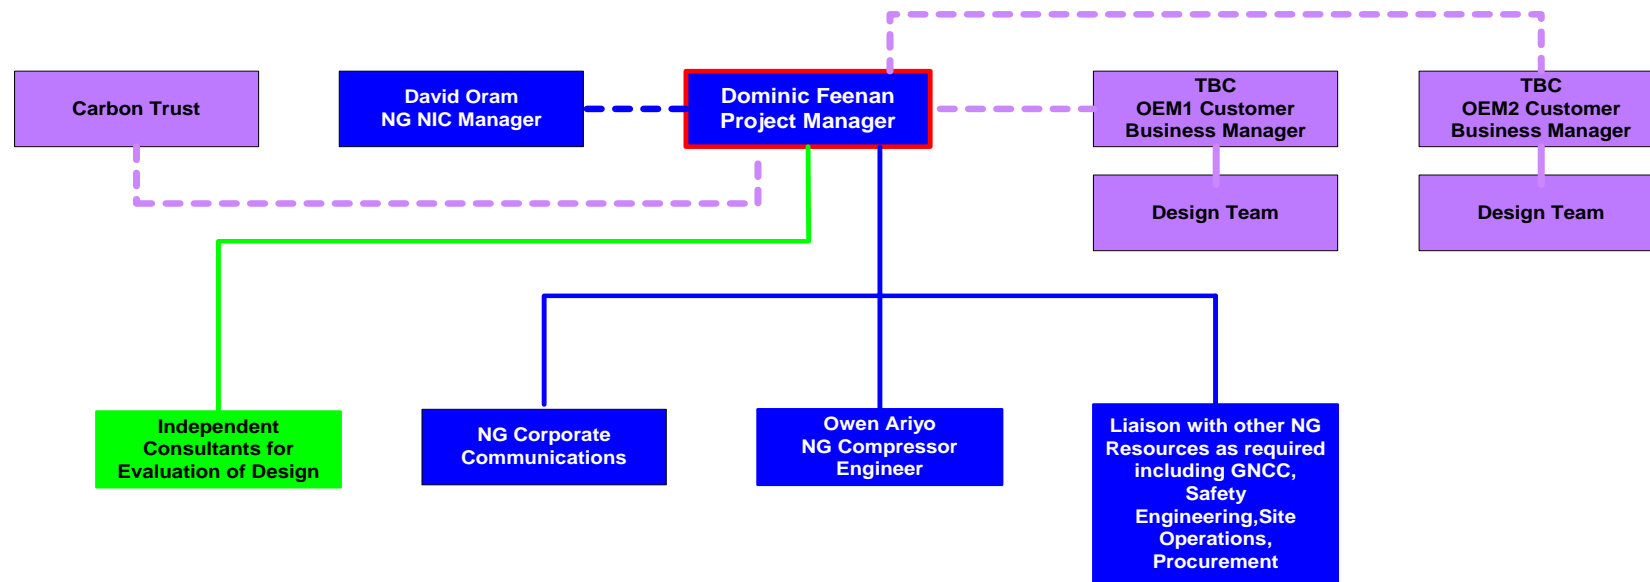 Carbon Trust
David Oram
NG NIC Manager
Dominic Feenan
Project Manager
TBC
OEM1 Customer
Business Manager
TBC
OEM2 Customer
Business Manager
Design Team
Design Team
Independent
Consultants for
Evaluation of Design
NG Corporate
Communications
Owen Ariyo
NG Compressor
Engineer
Liaison with other NG
Resources as required
including GNCC,
Safety
Engineering,Site
Operations,
Procurement